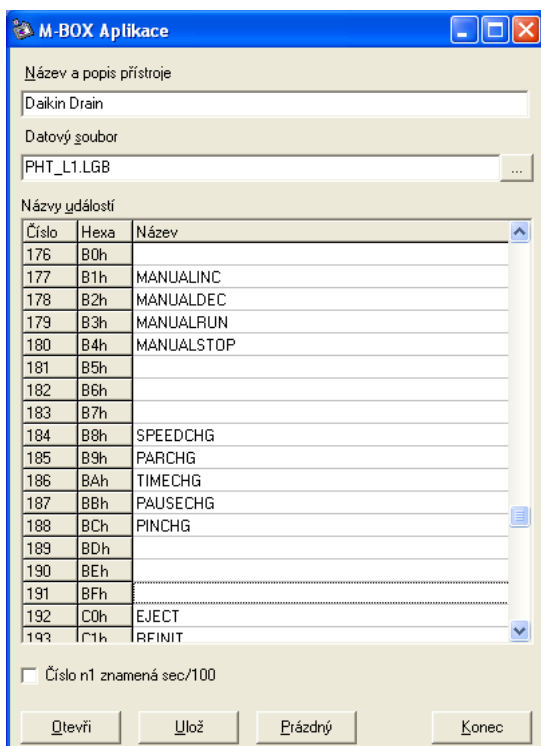 M-BOX Aplikace
Název a popis přístroje
Daikin Drain
Datový soubor
PHT_L1.LGB
...
Názvy událostí
Číslo Hexa Název
176 B0h
177 B1h MANUALINC
178 B2h MANUALDEC
179 B3h MANUALRUN
180 B4h MANUALSTOP
181 B5h
182 B6h
183 B7h
184 B8h SPEEDCHG
185 B9h PARCHG
186 BAh TIMECHG
187 BBh PAUSECHG
188 BCh PINCHG
189 BDh
190 BEh
191 BFh
192 C0h EJECT
193 C1h REINIT
Číslo n1 znamená sec/100
Otevři Ulož Prázdný Konec